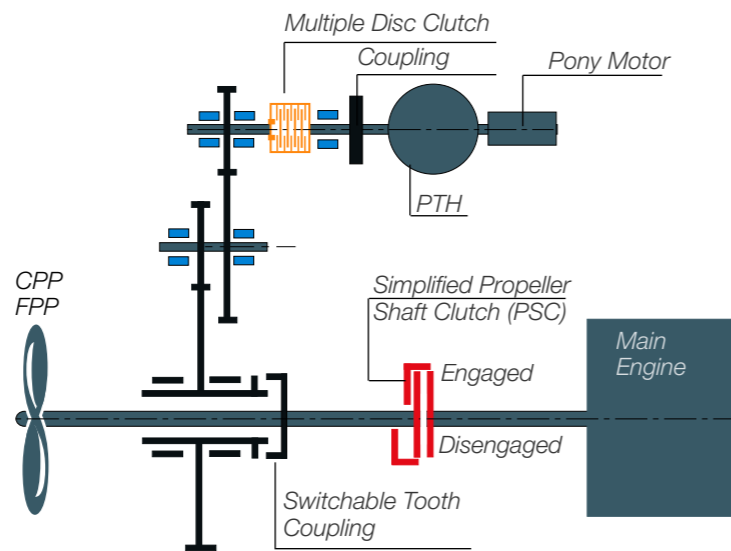 Multiple Disc Clutch
Coupling
Pony Motor
PTH
CPP
FPP
Simplified Propeller
Shaft Clutch (PSC)
Main
Engine
Engaged
Disengaged
Switchable Tooth
Coupling